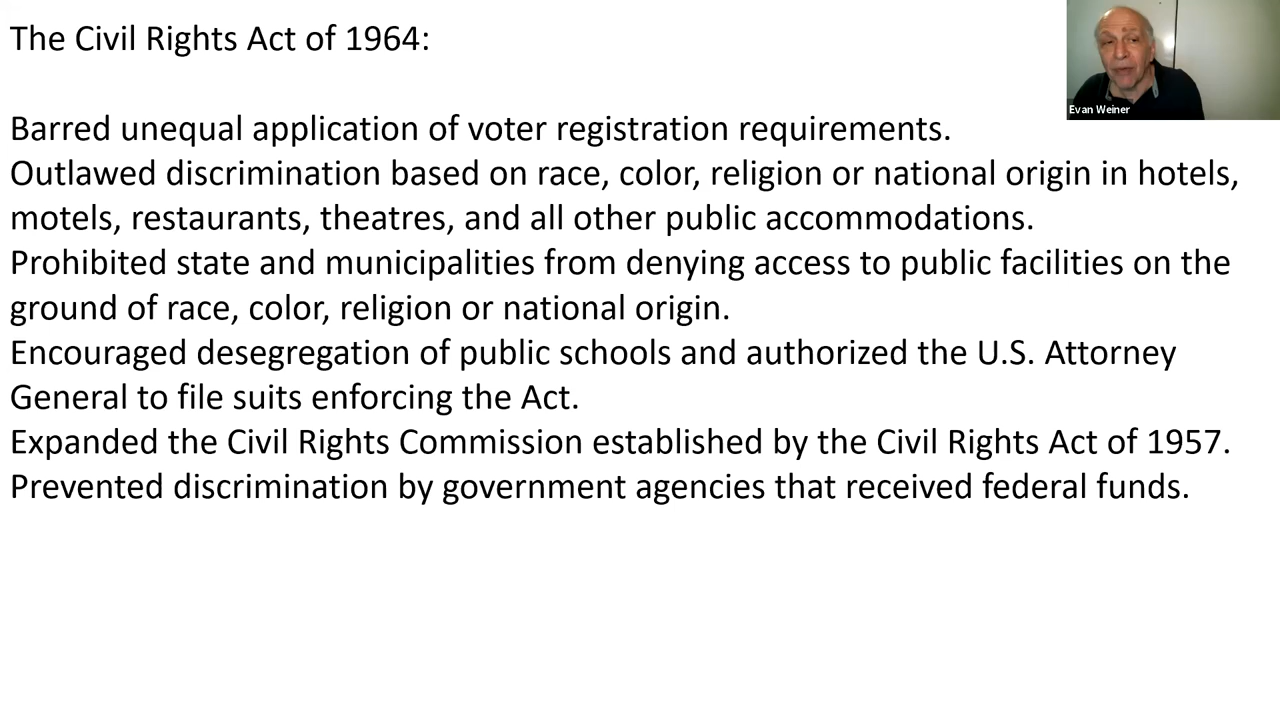 The Civil Rights Act of 1964:
Evan Weiner
Barred unequal application of voter registration requirements.
Outlawed discrimination based on race, color, religion or national origin in hotels,
motels, restaurants, theatres, and all other public accommodations.
Prohibited state and municipalities from denying access to public facilities on the
ground of race, color, religion or national origin.
Encouraged desegregation of public schools and authorized the U.S. Attorney
General to file suits enforcing the Act.
Expanded the Civil Rights Commission established by the Civil Rights Act of 1957.
Prevented discrimination by government agencies that received federal funds.